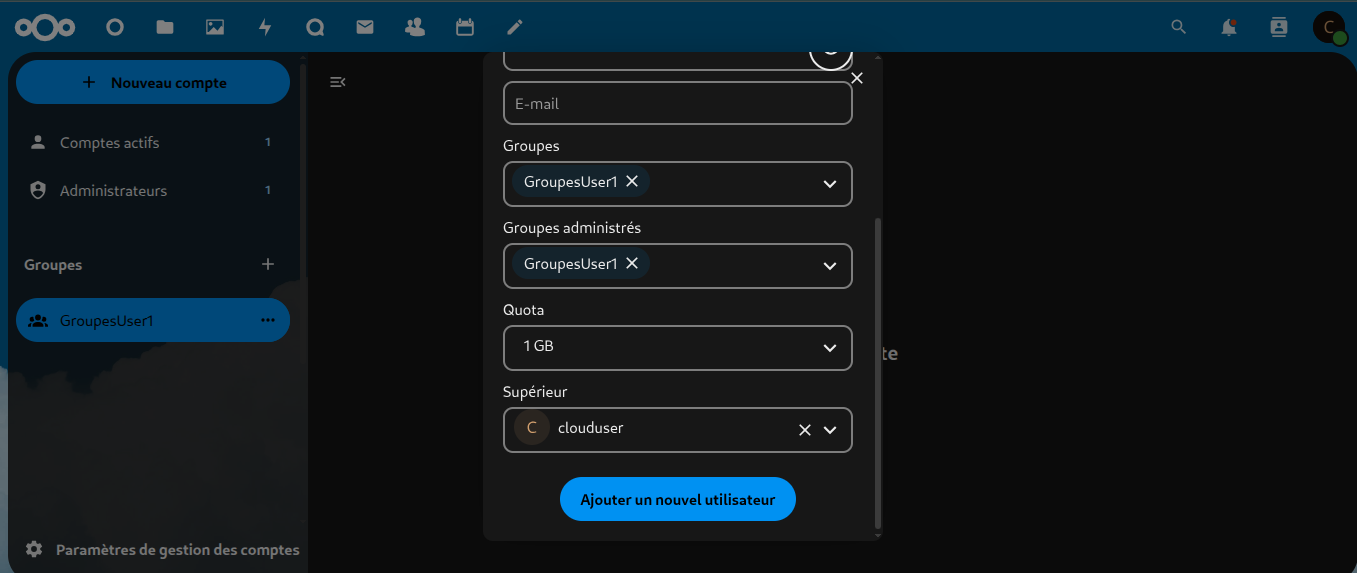 C
Nouveau compte
Comptes actifs 1
Administrateurs 1
Groupes
GroupesUser1
Paramètres de gestion des comptes
E-mail
Groupes
GroupesUser1
Groupes administrés
GroupesUser1
Quota
1 GB
Supérieur
C clouduser
Ajouter un nouvel utilisateur
te